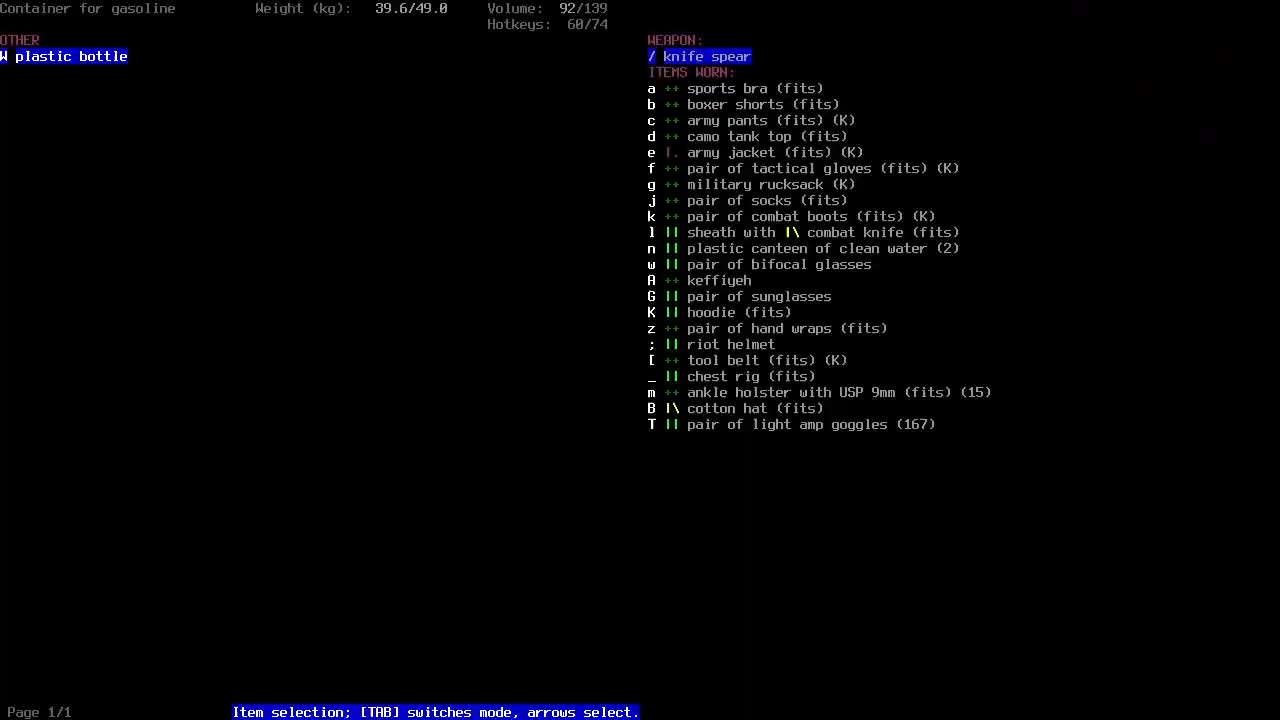 Container for gasoline Weight (kg): 39.6/49.0 Volume: 92/139
Hotkeys: 60/74
OTHER
W plastic bottle
WEAPON:
/ knife spear
ITEMS WORN:
a ++ sports bra (fits)
b ++ boxer shorts (fits)
c ++ army pants (fits) (K)
d ++ camo tank top (fits)
e |. army jacket (fits) (K)
f ++ pair of tactical gloves (fits) (K)
g ++ military rucksack (K)
j ++ pair of socks (fits)
k ++ pair of combat boots (fits) (K)
l || sheath with |\ combat knife (fits)
n || plastic canteen of clean water (2)
w || pair of bifocal glasses
A ++ keffiyeh
G || pair of sunglasses
K || hoodie (fits)
z ++ pair of hand wraps (fits)
; || riot helmet
[ ++ tool belt (fits) (K)
_ || chest rig (fits)
m ++ ankle holster with USP 9mm (fits) (15)
B |\ cotton hat (fits)
T || pair of light amp goggles (167)
Page 1/1 Item selection; [TAB] switches mode, arrows select.